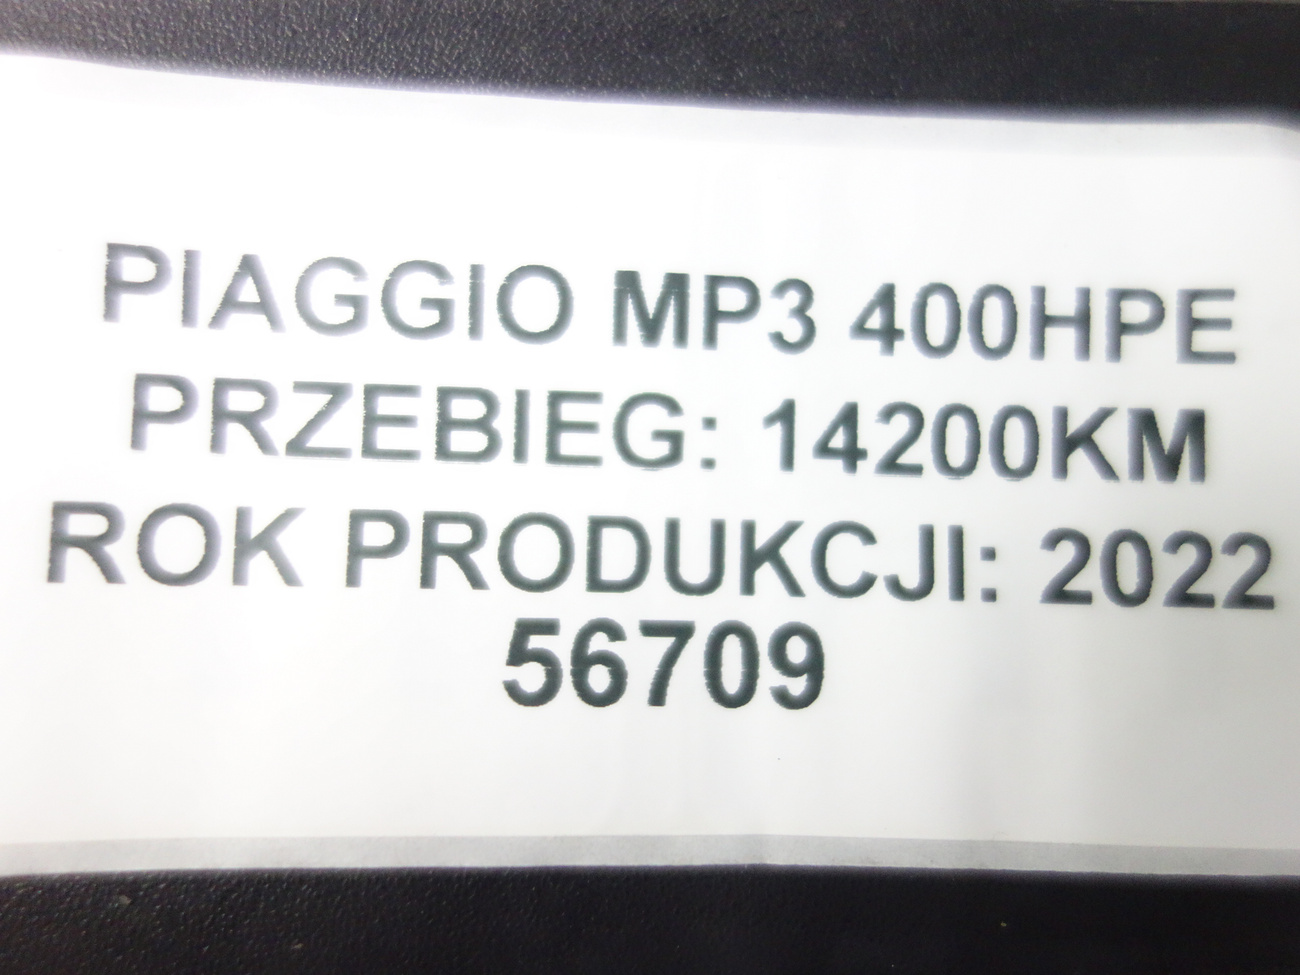 PIAGGIO MP3 400HPE
PRZEBIEG: 14200KM
ROK PRODUKCJI: 2022
56709